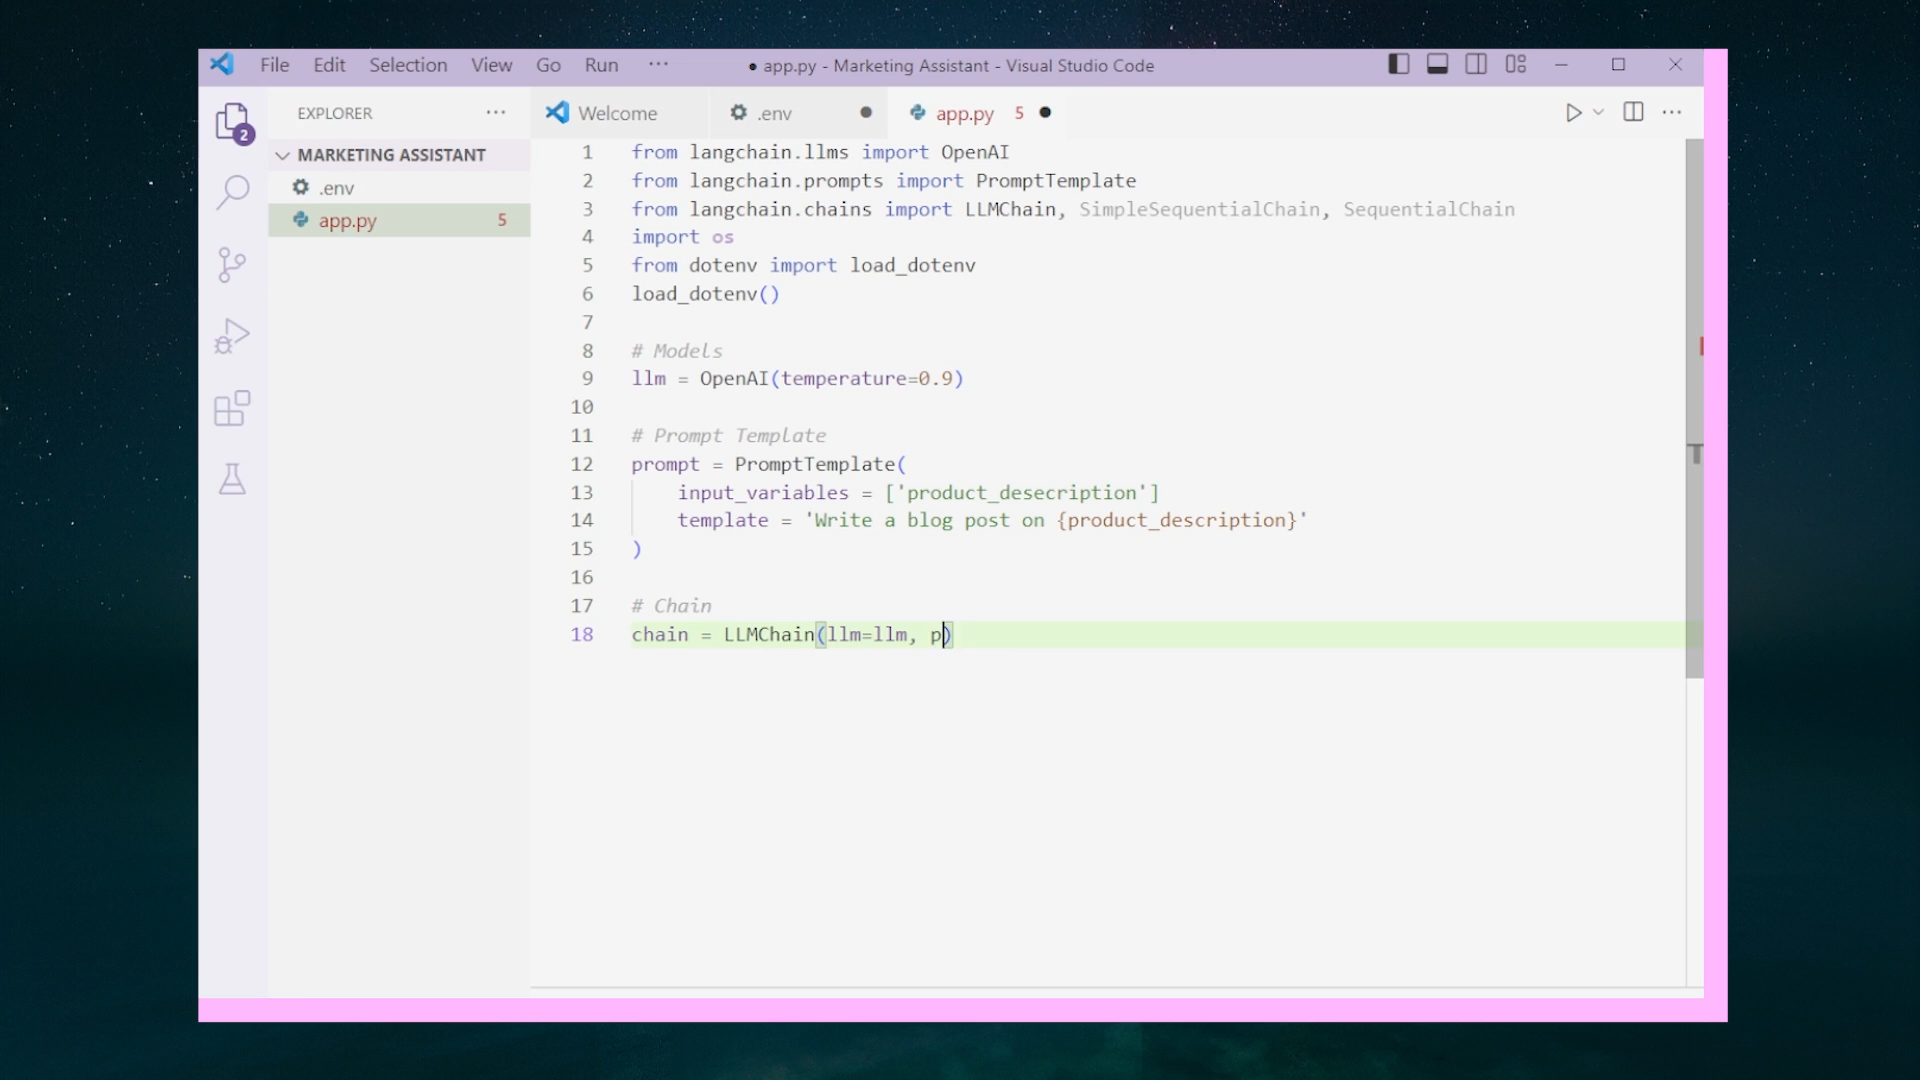 File Edit Selection View Go Run ··· ● app.py - Marketing Assistant - Visual Studio Code
EXPLORER ···
Welcome
.env ●
app.py 5 ●
2
MARKETING ASSISTANT
.env
app.py 5
1 from langchain.llms import OpenAI
2 from langchain.prompts import PromptTemplate
3 from langchain.chains import LLMChain, SimpleSequentialChain, SequentialChain
4 import os
5 from dotenv import load_dotenv
6 load_dotenv()
7
8 # Models
9 llm = OpenAI(temperature=0.9)
10
11 # Prompt Template
12 prompt = PromptTemplate(
13 input_variables = ['product_desecription']
14 template = 'Write a blog post on {product_description}'
15 )
16
17 # Chain
18 chain = LLMChain(llm=llm, p)